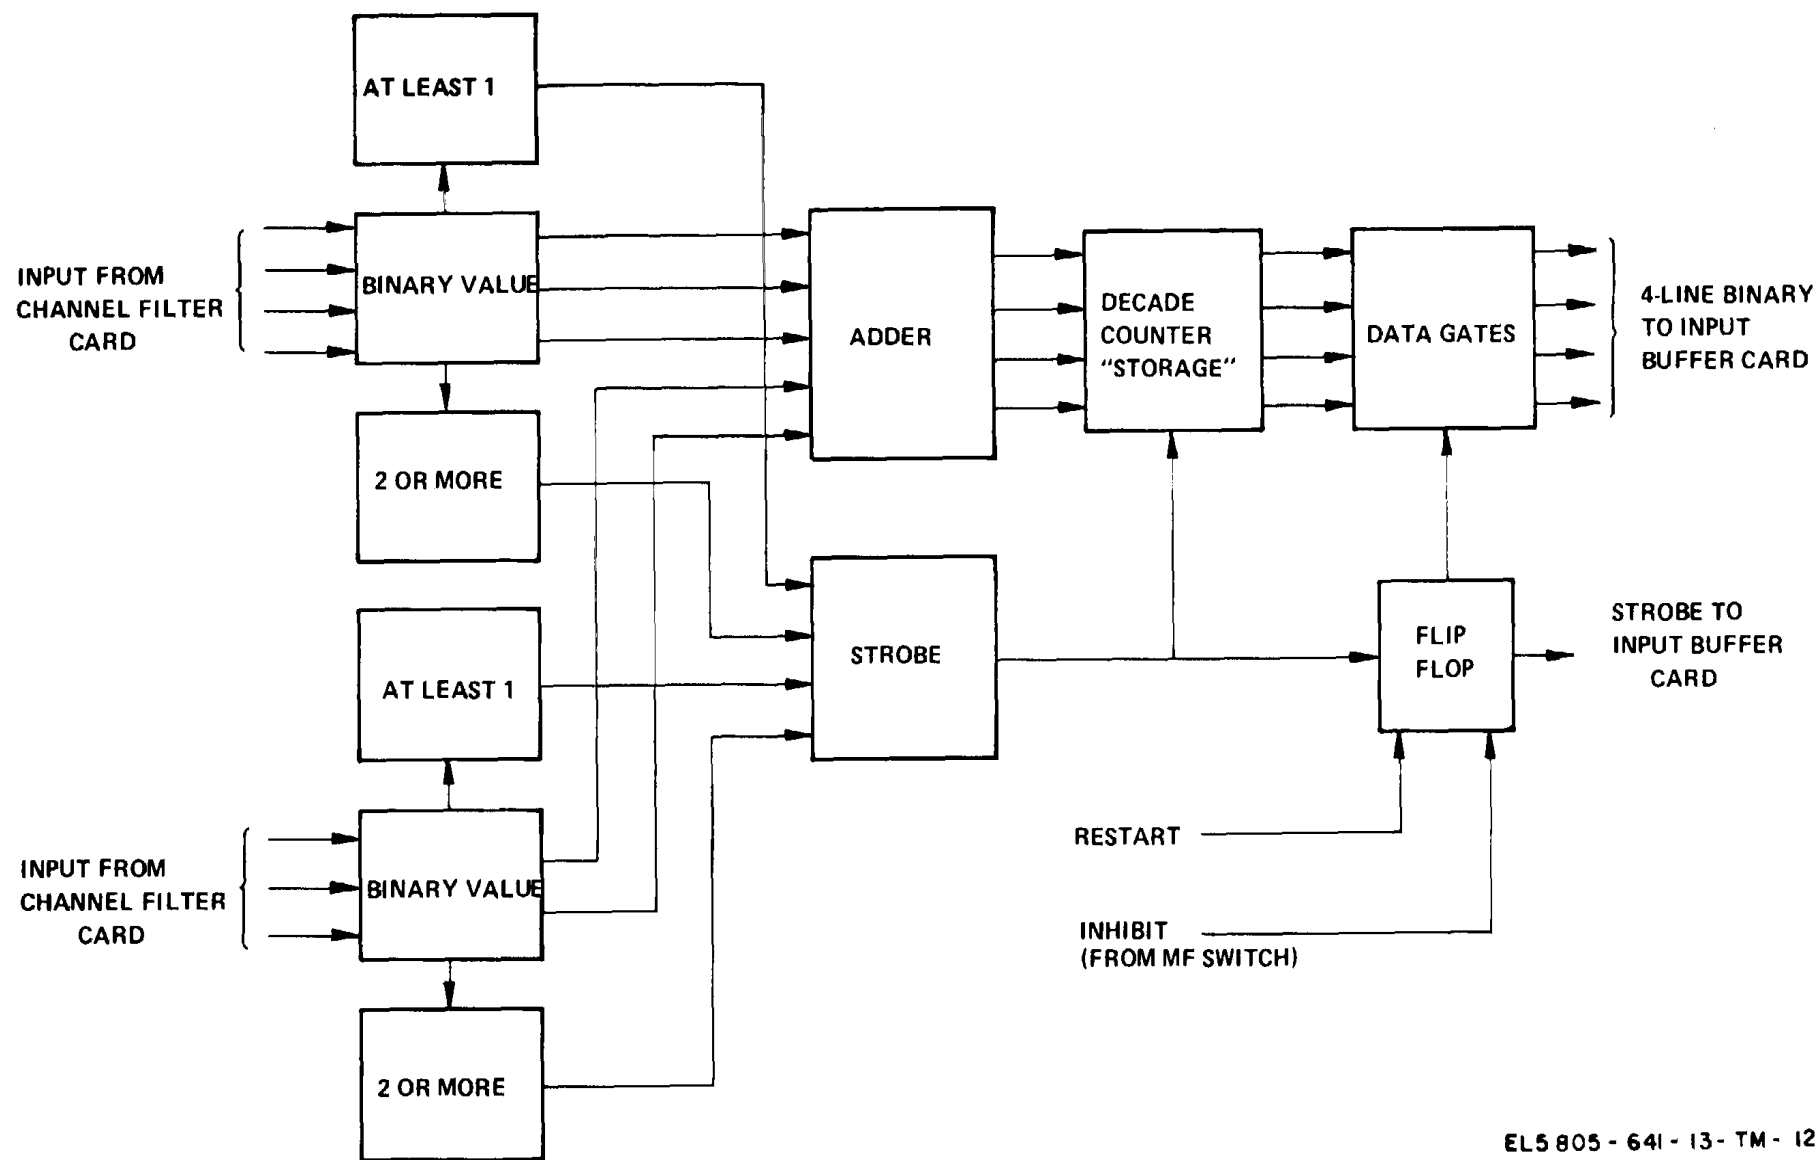 AT LEAST 1
INPUT FROM
CHANNEL FILTER
CARD
BINARY VALUE
2 OR MORE
ADDER
DECADE
COUNTER
"STORAGE"
DATA GATES
4-LINE BINARY
TO INPUT
BUFFER CARD
AT LEAST 1
STROBE
FLIP
FLOP
STROBE TO
INPUT BUFFER
CARD
INPUT FROM
CHANNEL FILTER
CARD
BINARY VALUE
2 OR MORE
RESTART
INHIBIT
(FROM MF SWITCH)
EL5 805 - 641 - 13 - TM - 12